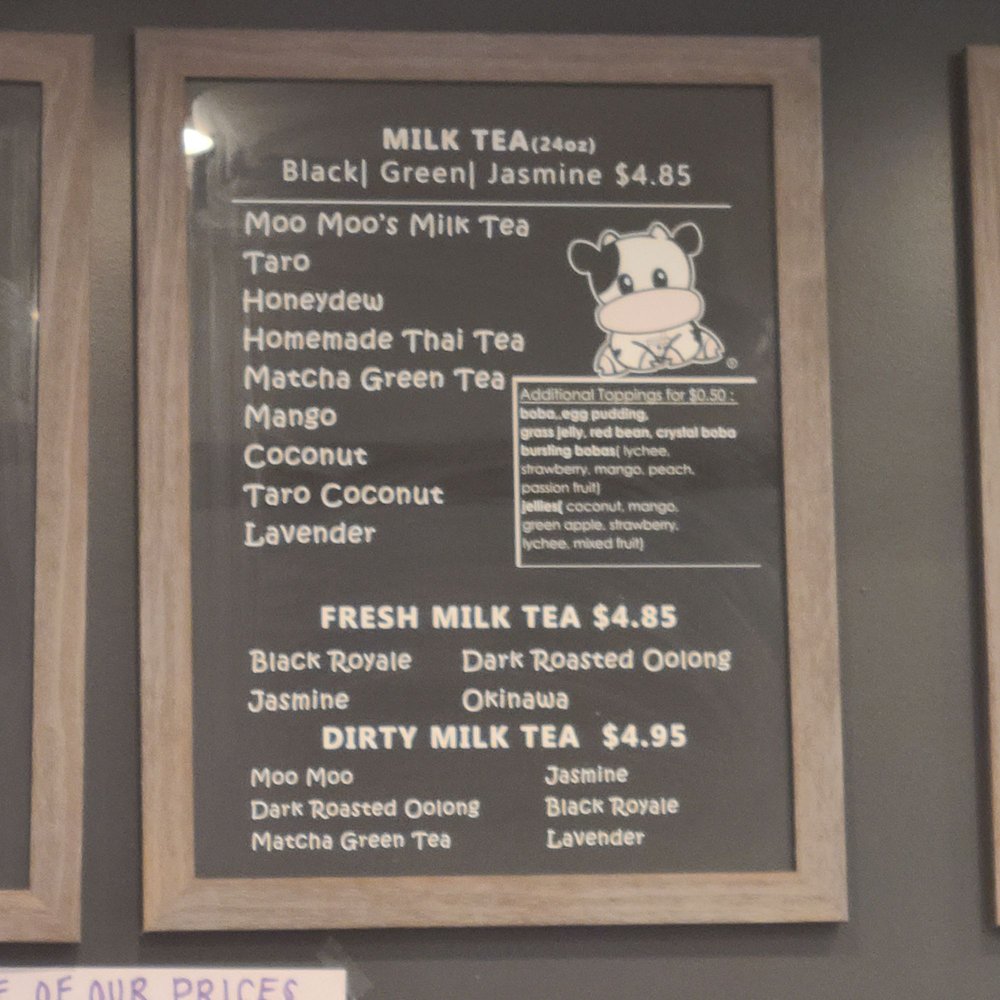 MILK TEA(24oz)
Black| Green| Jasmine $4.85
Moo Moo's Milk Tea
Taro
Honeydew
Homemade Thai Tea
Matcha Green Tea
Mango
Coconut
Taro Coconut
Lavender
®
Additional Toppings for $0.50 :
boba,,egg pudding,
grass jelly, red bean, crystal boba
bursting bobas( lychee,
strawberry, mango, peach,
passion fruit)
jellies( coconut, mango,
green apple, strawberry,
lychee, mixed fruit)
FRESH MILK TEA $4.85
Black Royale Dark Roasted Oolong
Jasmine Okinawa
DIRTY MILK TEA $4.95
Moo Moo Jasmine
Dark Roasted Oolong Black Royale
Matcha Green Tea Lavender
OF OUR PRICES